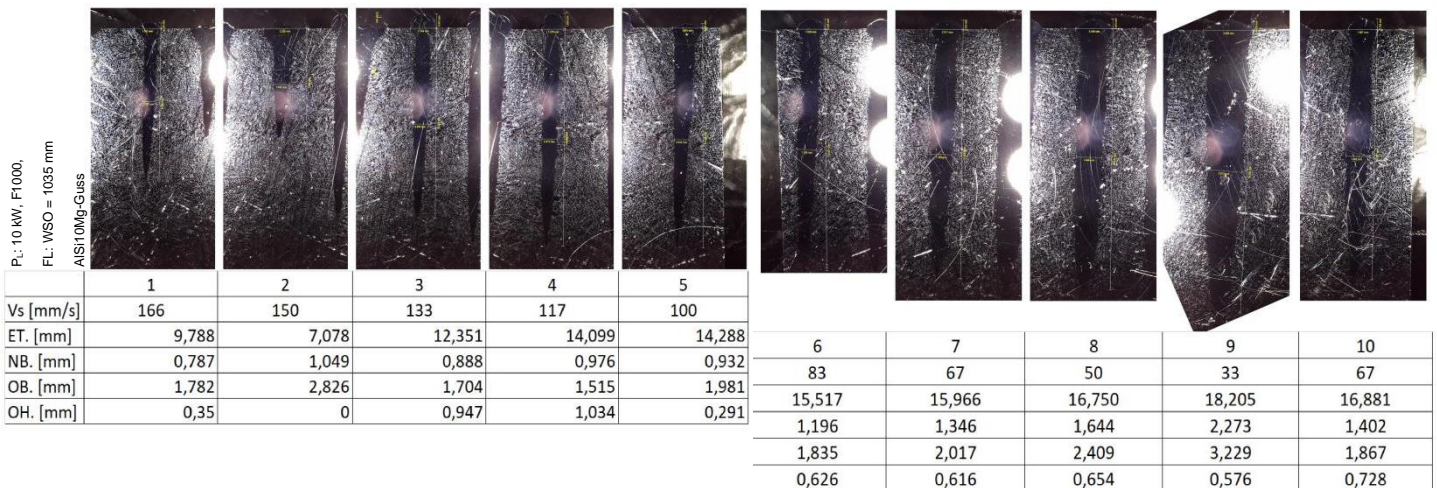 P_L: 10 kW, F1000,
FL: WSO = 1035 mm
AlSi10Mg-Guss
1 2 3 4 5
Vs [mm/s] 166 150 133 117 100
ET. [mm] 9,788 7,078 12,351 14,099 14,288
NB. [mm] 0,787 1,049 0,888 0,976 0,932
OB. [mm] 1,782 2,826 1,704 1,515 1,981
OH. [mm] 0,35 0 0,947 1,034 0,291
6 7 8 9 10
83 67 50 33 67
15,517 15,966 16,750 18,205 16,881
1,196 1,346 1,644 2,273 1,402
1,835 2,017 2,409 3,229 1,867
0,626 0,616 0,654 0,576 0,728